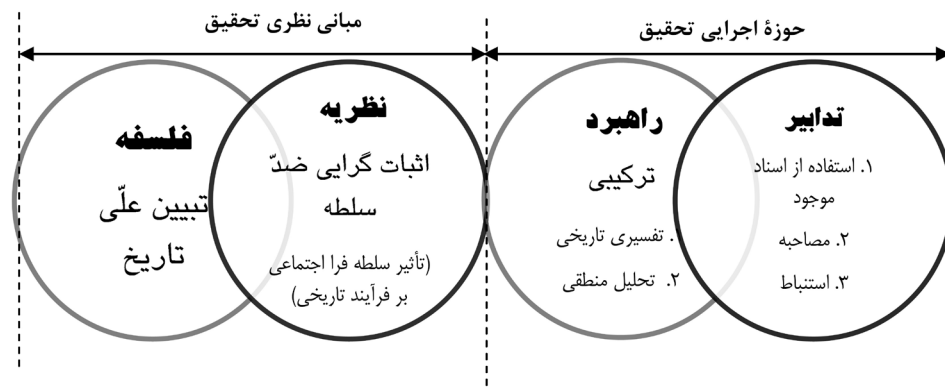 حوزهٔ اجرایی تحقیق
مبانی نظری تحقیق
تدابیر
۱. استفاده از اسناد
موجود
۲. مصاحبه
۳. استنباط
راهبرد
ترکیبی
۱. تفسیری تاریخی
۲. تحلیل منطقی
نظریه
اثبات گرایی ضدّ
سلطه
(تأثیر سلطه فرا اجتماعی
بر فرآیند تاریخی)
فلسفه
تبیین علّی
تاریخ